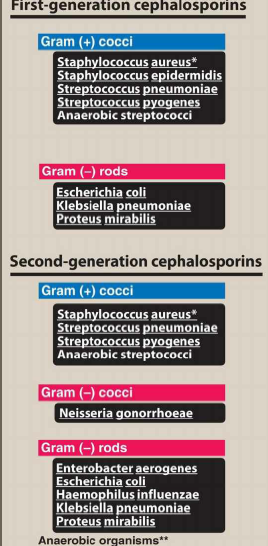 First-generation cephalosporins
Gram (+) cocci
Staphylococcus aureus*
Staphylococcus epidermidis
Streptococcus pneumoniae
Streptococcus pyogenes
Anaerobic streptococci
Gram (–) rods
Escherichia coli
Klebsiella pneumoniae
Proteus mirabilis
Second-generation cephalosporins
Gram (+) cocci
Staphylococcus aureus*
Streptococcus pneumoniae
Streptococcus pyogenes
Anaerobic streptococci
Gram (–) cocci
Neisseria gonorrhoeae
Gram (–) rods
Enterobacter aerogenes
Escherichia coli
Haemophilus influenzae
Klebsiella pneumoniae
Proteus mirabilis
Anaerobic organisms**